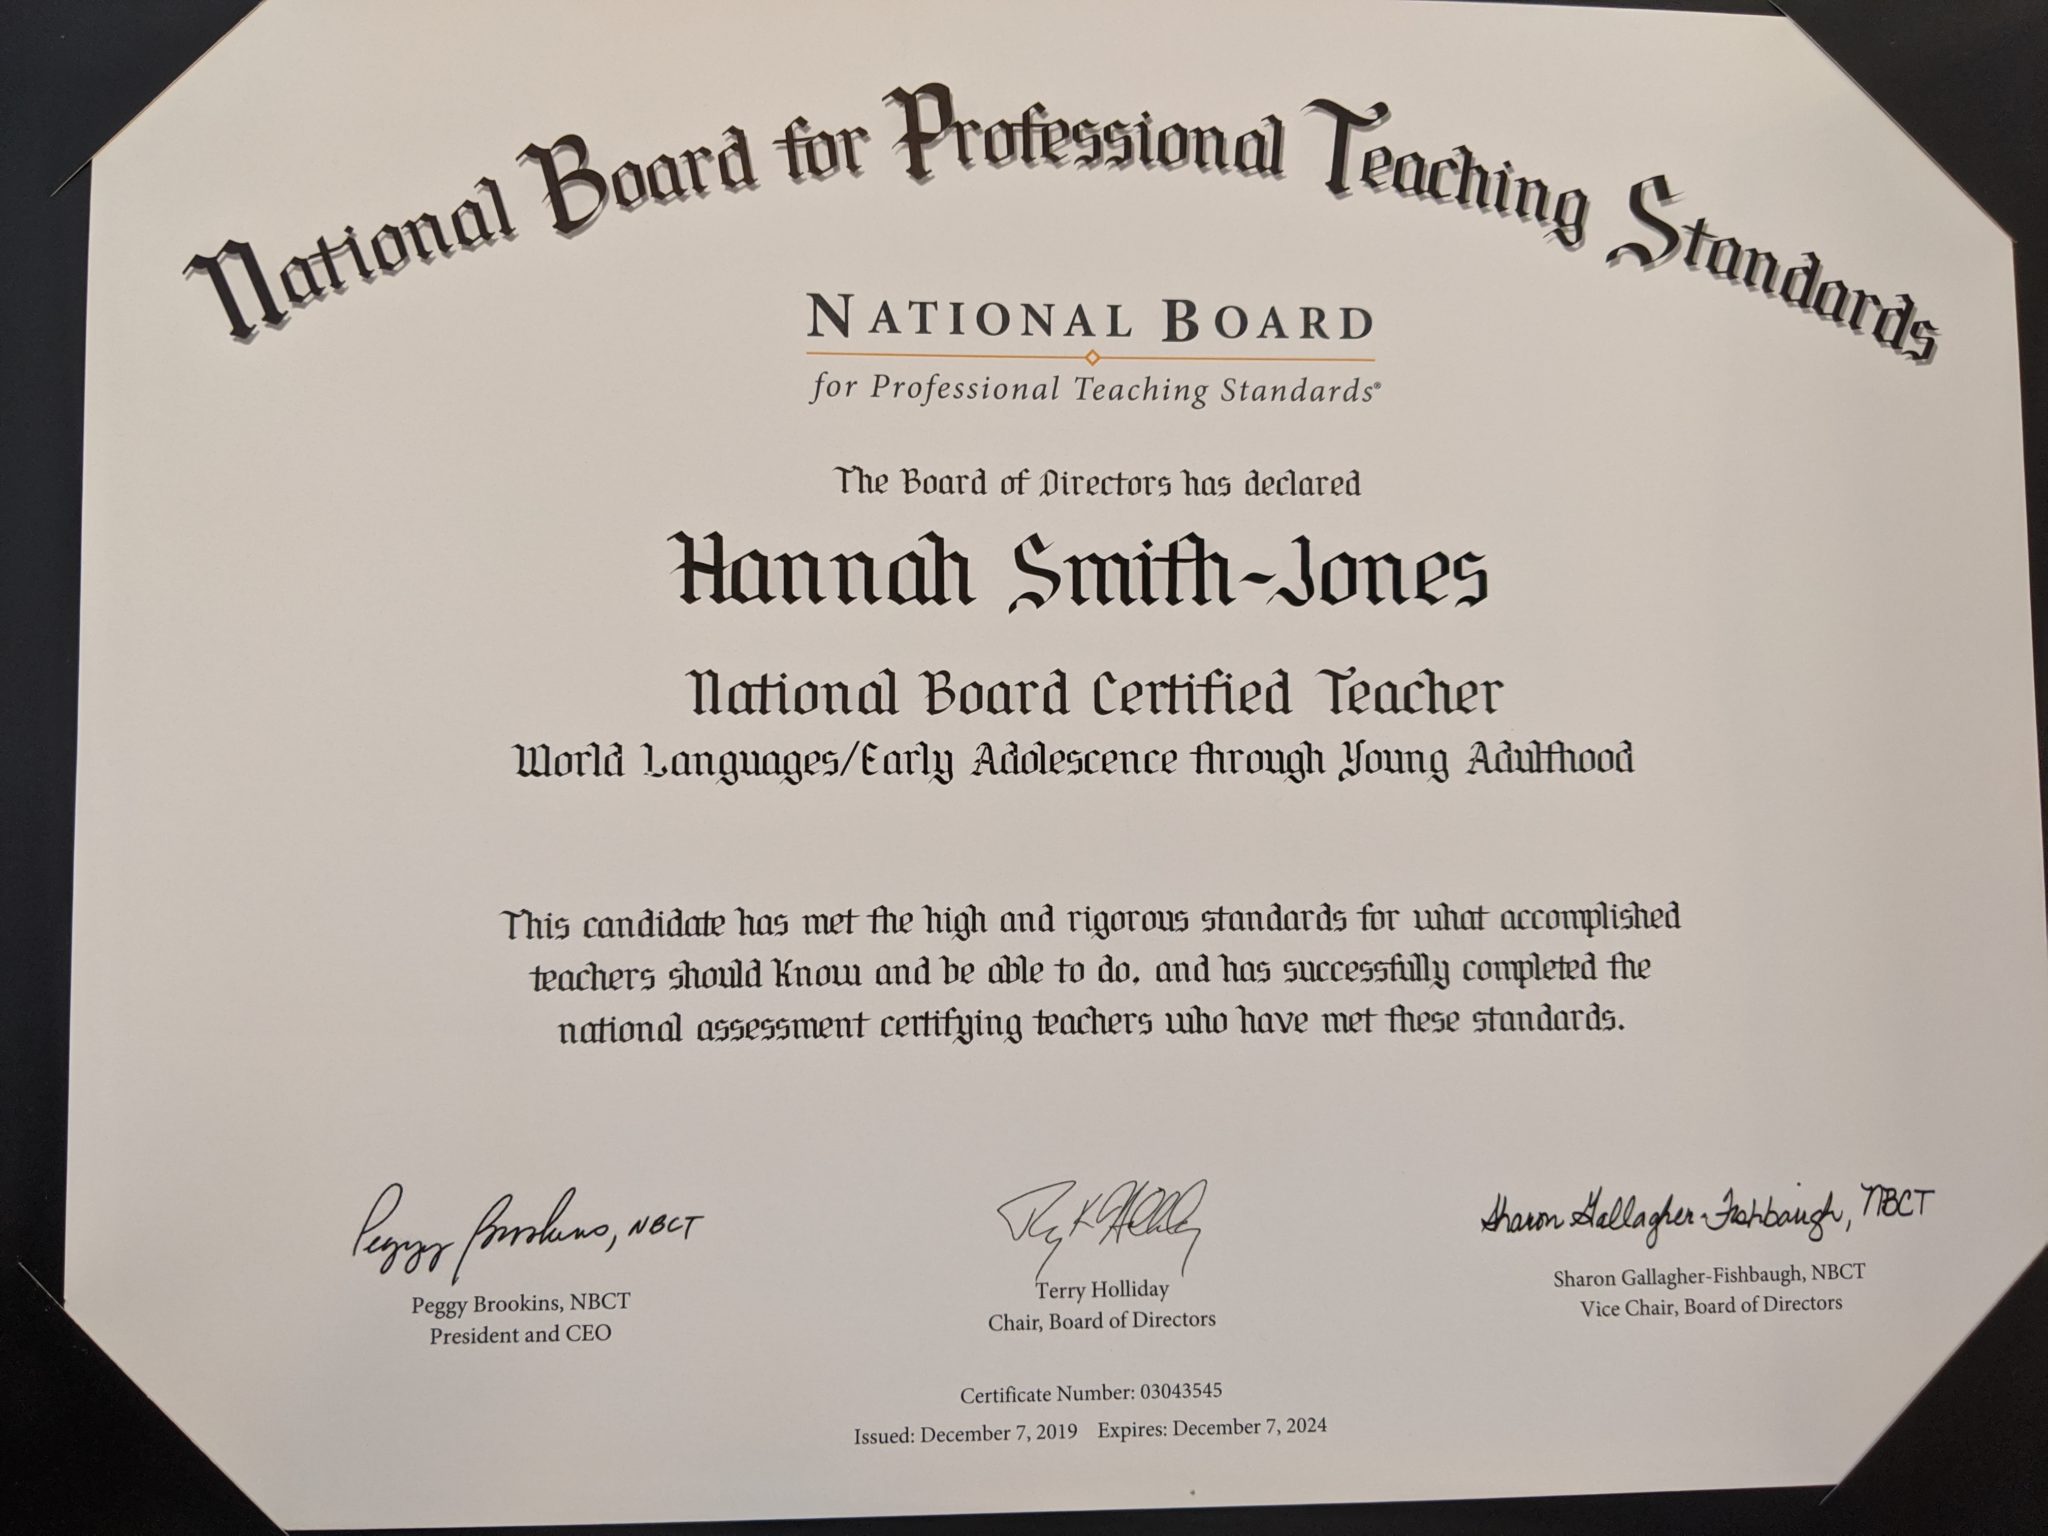 National Board for Professional Teaching Standards
NATIONAL BOARD
for Professional Teaching Standards®
The Board of Directors has declared
Hannah Smith-Jones
National Board Certified Teacher
World Languages/Early Adolescence through Young Adulthood
This candidate has met the high and rigorous standards for what accomplished
teachers should know and be able to do, and has successfully completed the
national assessment certifying teachers who have met these standards.
Peggy Brookins, NBCT
Peggy Brookins, NBCT
President and CEO
Terry K Holliday
Terry Holliday
Chair, Board of Directors
Sharon Gallagher-Fishbaugh, NBCT
Sharon Gallagher-Fishbaugh, NBCT
Vice Chair, Board of Directors
Certificate Number: 03043545
Issued: December 7, 2019 Expires: December 7, 2024